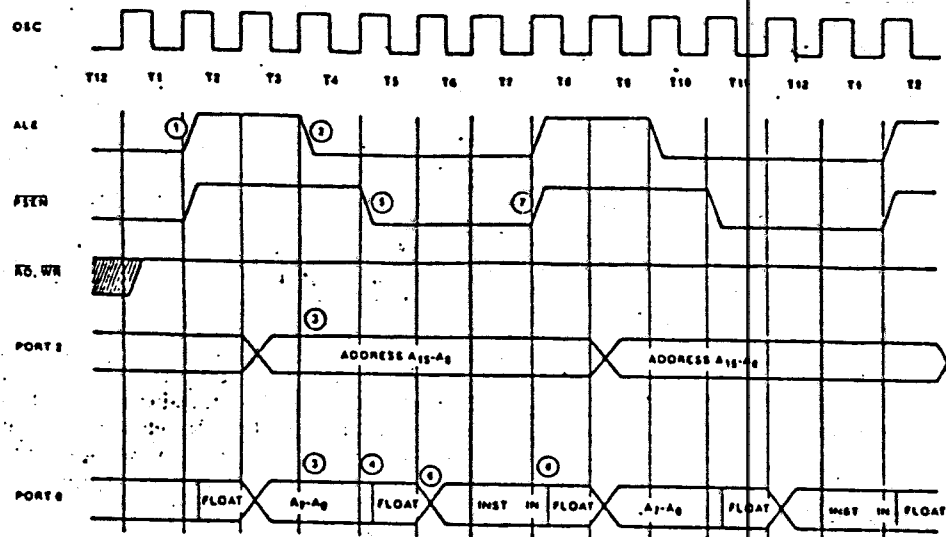 OSC
T12 T1 T2 T3 T4 T5 T6 T7 T8 T9 T10 T11 T12 T1 T2
ALE 1 2
PSEN 5 7
RD, WR
3
PORT 2 ADDRESS A15-A8 ADDRESS A15-A8
3 4 6
PORT 0 FLOAT A7-A0 FLOAT INST IN FLOAT A7-A0 FLOAT INST IN FLOAT